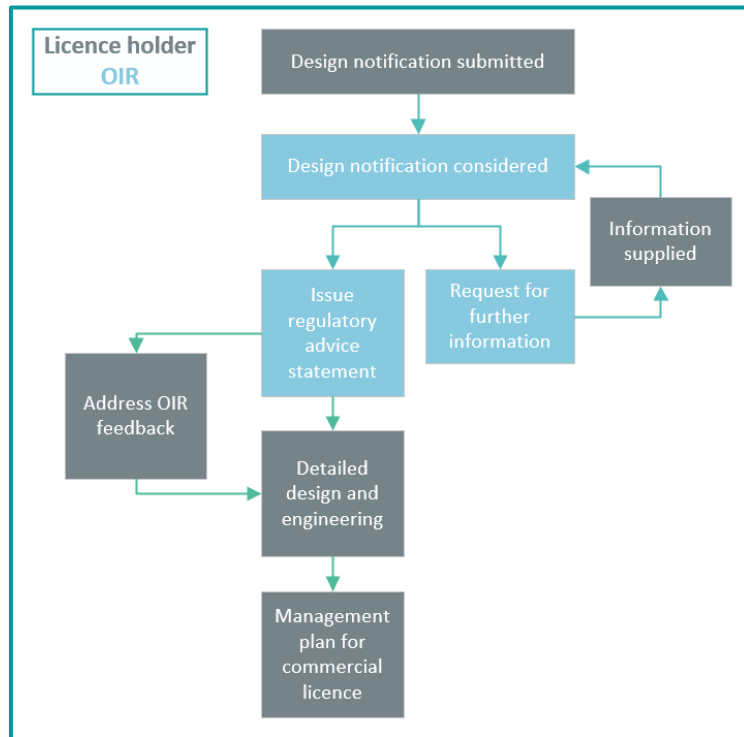 Licence holder
OIR
Design notification submitted
Design notification considered
Information
supplied
Issue
regulatory
advice
statement
Request for
further
information
Address OIR
feedback
Detailed
design and
engineering
Management
plan for
commercial
licence